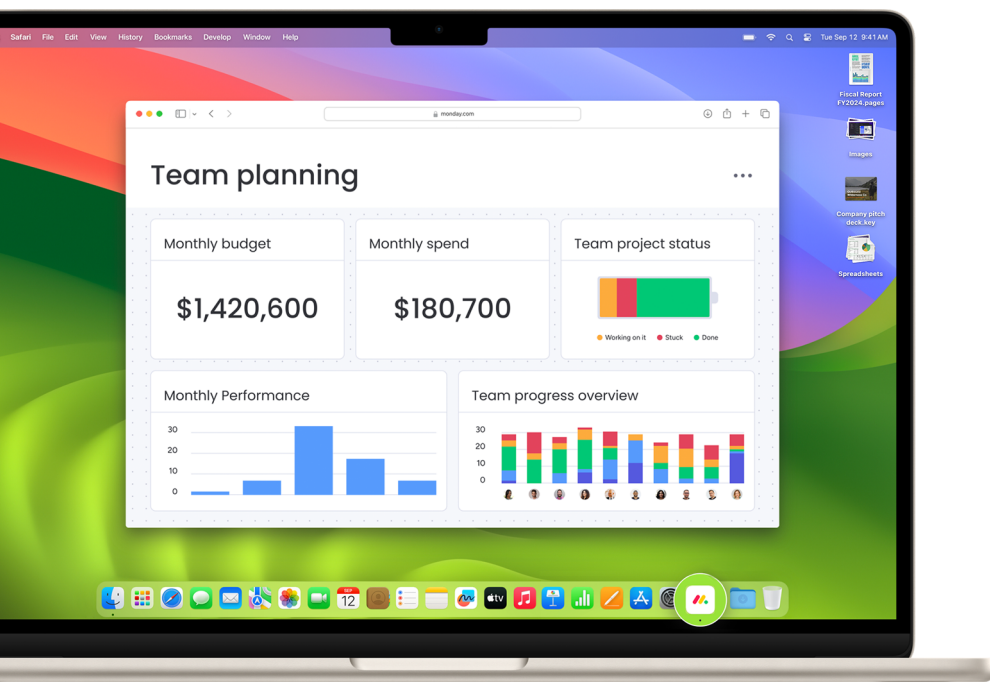 Safari File Edit View History Bookmarks Develop Window Help
Tue Sep 12 9:41 AM
Fiscal Report
FY2024.pages
Images
Company pitch
deck.key
Spreadsheets
monday.com
Team planning
Monthly budget
$1,420,600
Monthly spend
$180,700
Team project status
Working on it Stuck Done
Monthly Performance
30
20
10
0
Team progress overview
30
20
10
0
SEP
12
tv